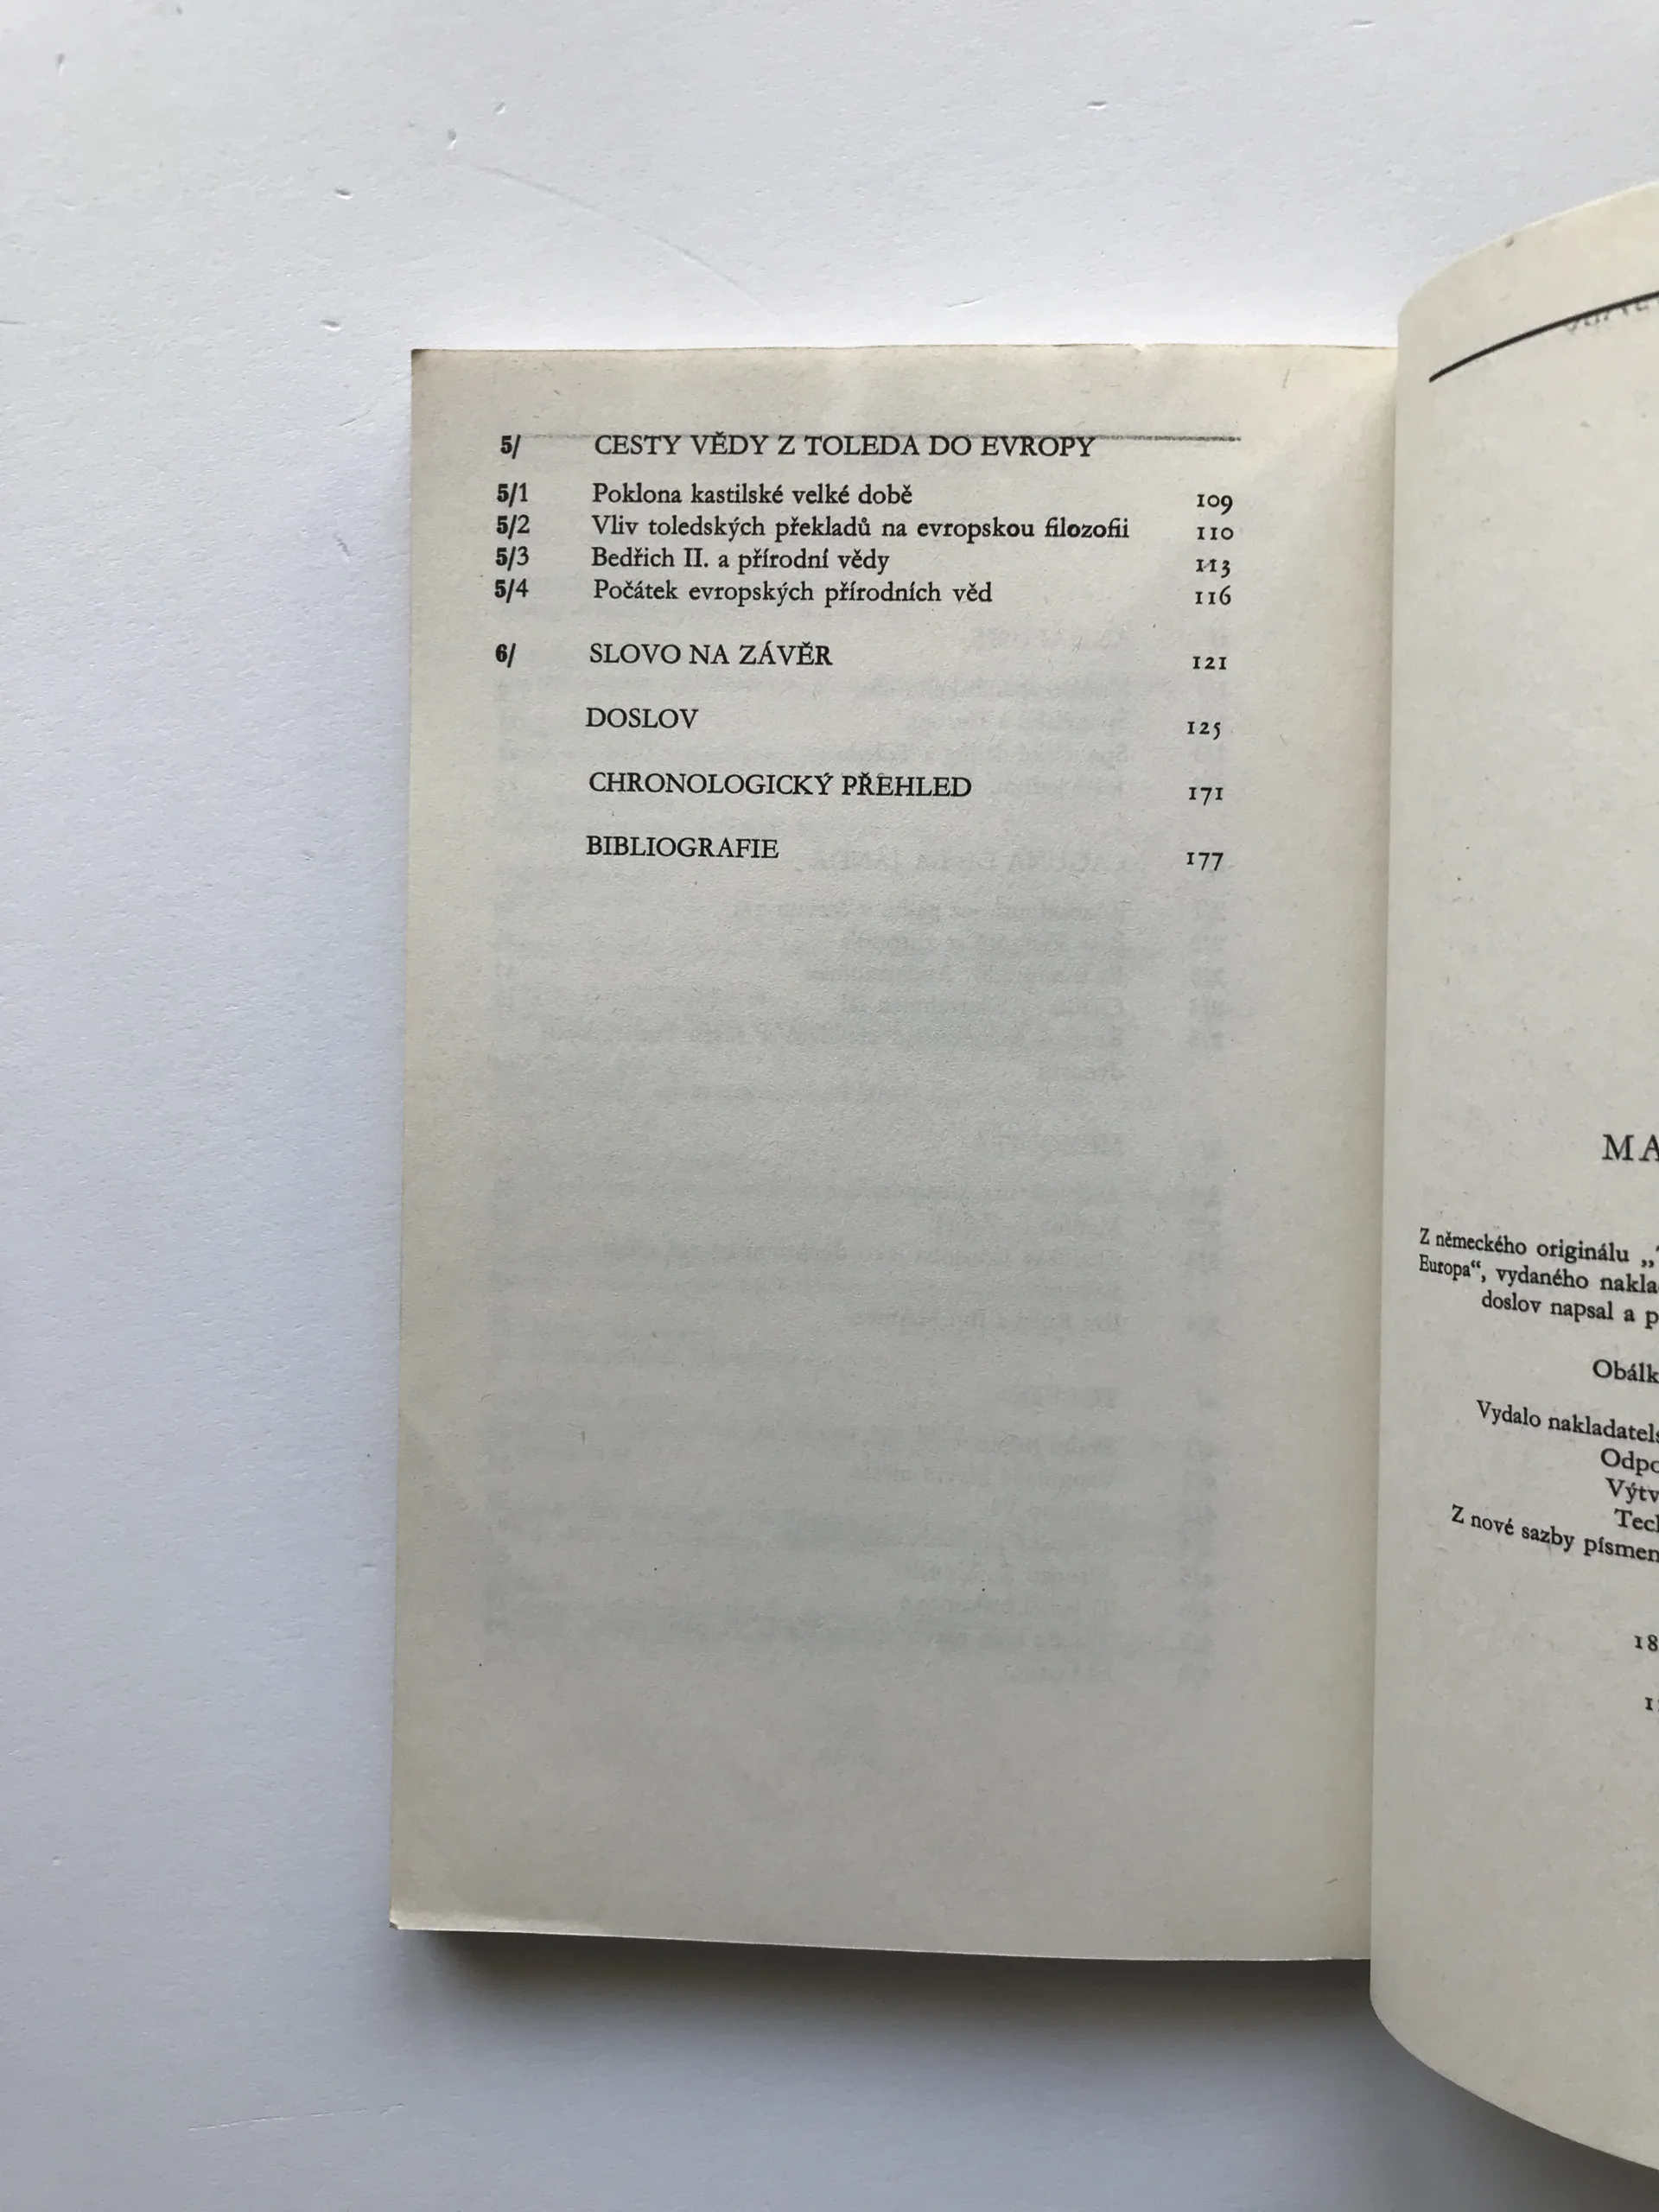 5/ CESTY VĚDY Z TOLEDA DO EVROPY
5/1 Poklona kastilské velké době 109
5/2 Vliv toledských překladů na evropskou filozofii 110
5/3 Bedřich II. a přírodní vědy 113
5/4 Počátek evropských přírodních věd 116
6/ SLOVO NA ZÁVĚR 121
DOSLOV 125
CHRONOLOGICKÝ PŘEHLED 171
BIBLIOGRAFIE 177
MA
Z německého originálu „
Europa“, vydaného nakla
doslov napsal a p
Obálk
Vydalo nakladatels
Odpo
Výtv
Tech
Z nové sazby písmen
18